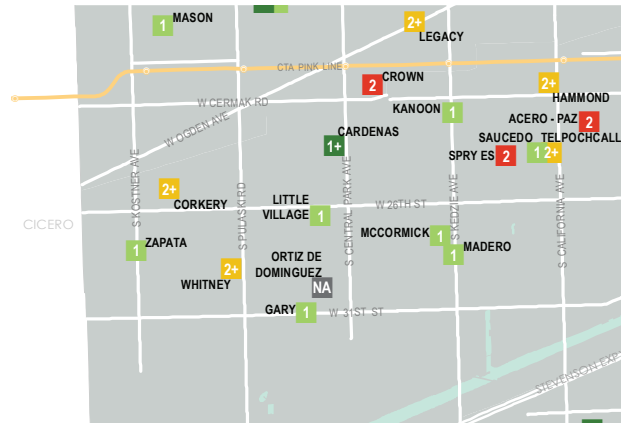 MASON
1
2+
LEGACY
CTA PINK LINE
CROWN
2
2+
HAMMOND
W CERMAK RD
KANOON
1
W OGDEN AVE
ACERO - PAZ
2
CARDENAS
1+
SAUCEDO
TELPOCHCALL
1
2+
SPRY ES
2
S KOSTNER AVE
S PULASKI RD
S CENTRAL PARK AVE
S KEDZIE AVE
S CALIFORNIA AVE
2+
CORKERY
LITTLE
VILLAGE
1
W 26TH ST
CICERO
ZAPATA
1
MCCORMICK
1
MADERO
1
WHITNEY
2+
ORTIZ DE
DOMINGUEZ
NA
GARY
1
W 31ST ST
STEVENSON EXP